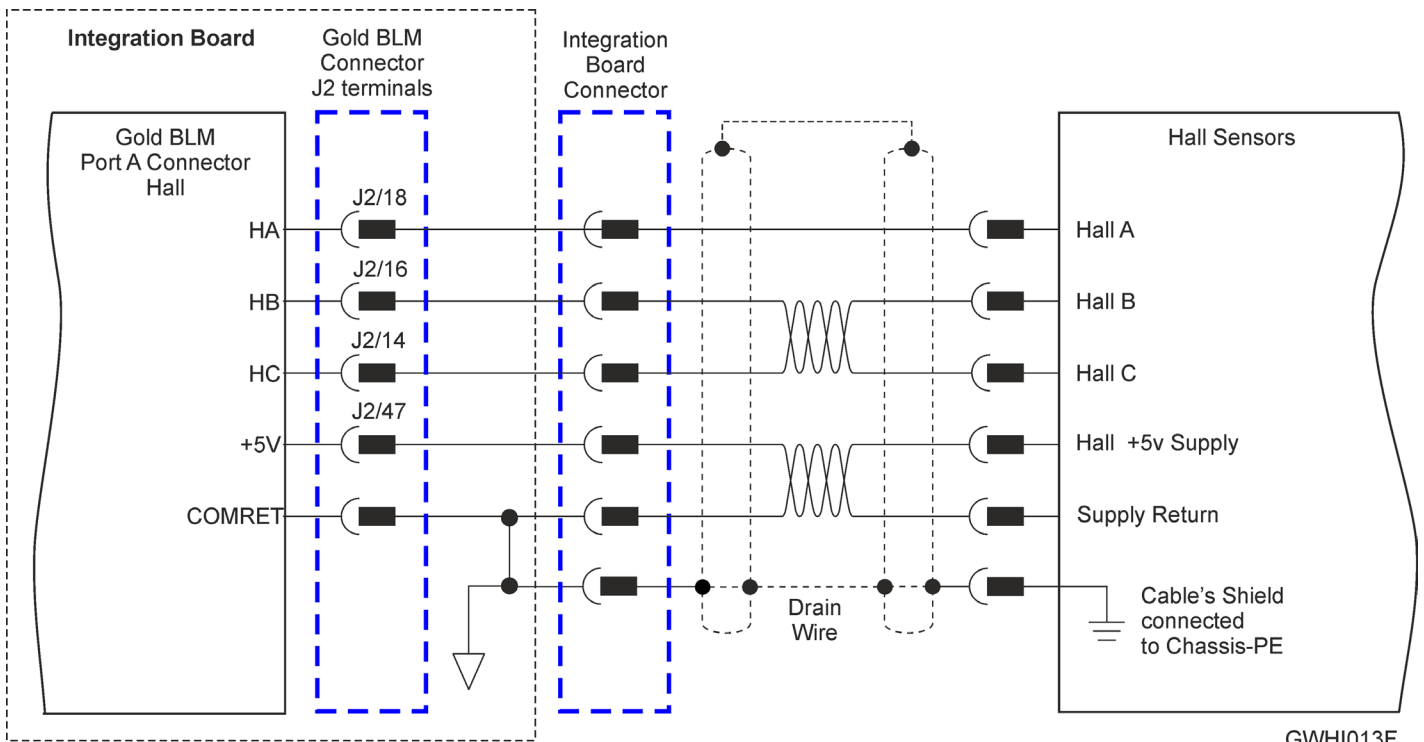 Integration Board
Gold BLM
Connector
J2 terminals
Integration
Board
Connector
Gold BLM
Port A Connector
Hall
Hall Sensors
J2/18
HA
Hall A
J2/16
HB
Hall B
J2/14
HC
Hall C
J2/47
+5V
Hall +5v Supply
COMRET
Supply Return
Drain
Wire
Cable's Shield
connected
to Chassis-PE